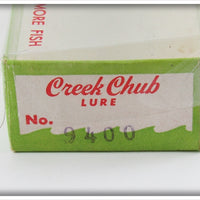 MORE FISH
Creek Chub
LURE
No. 9400